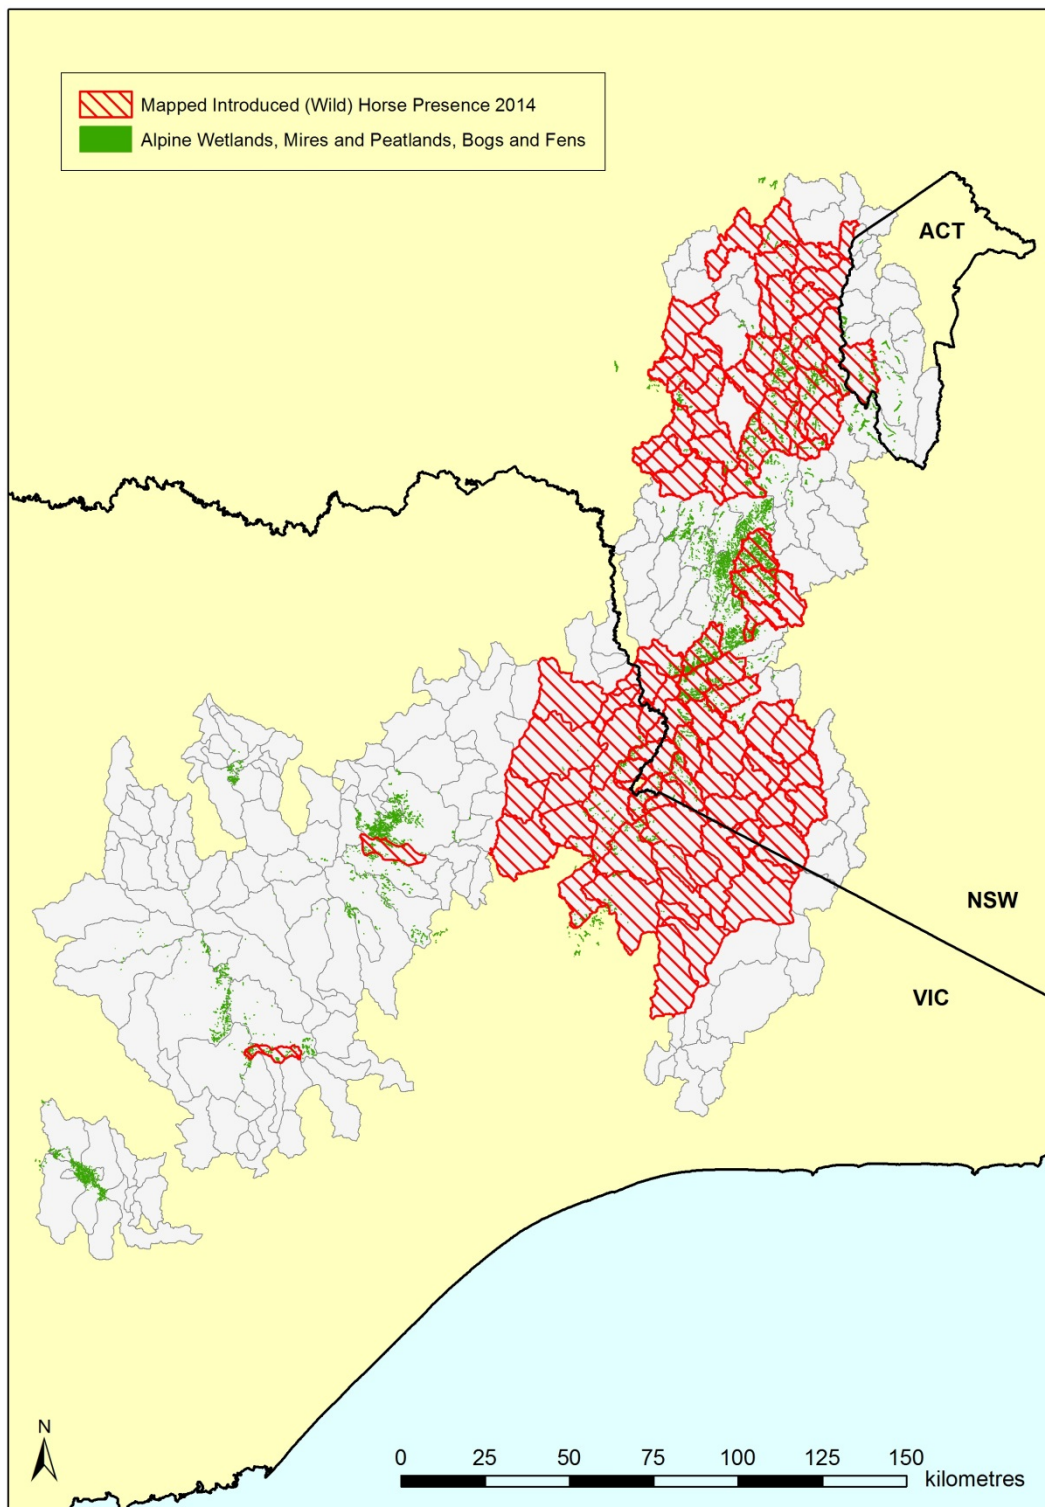 Mapped Introduced (Wild) Horse Presence 2014
Alpine Wetlands, Mires and Peatlands, Bogs and Fens
ACT
NSW
VIC
N
0 25 50 75 100 125 150
kilometres